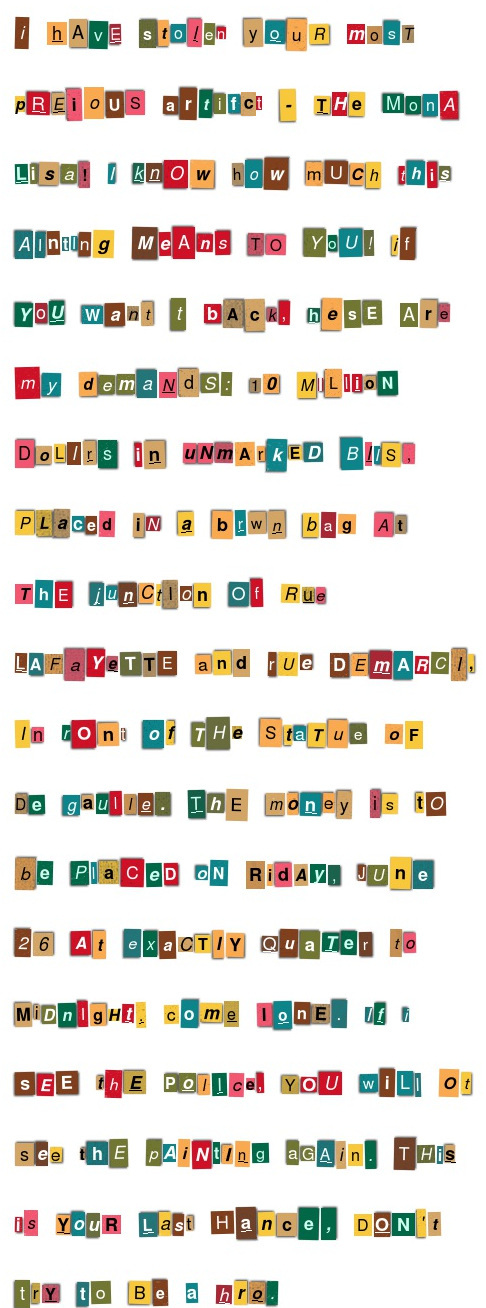 i hAvE stolen youR mosT
pREiOUS artifct - THe MonA
Lisa! I knOw how mUCh this
AIntIng MeAns TO YoU! if
YoU want t bACk, hesE Are
my demaNdS: 10 MILlioN
DoLlrs in uNmARkED BIlS,
PLaced iN a brwn bag At
ThE junCtIon Of Rue
LAFaYeTTE and rUe DEmARCI,
In rOnt of THe StaTue oF
De gaulle. ThE money is tO
be PlaCeD oN RidAy, JUne
26 At exaCTlY QuaTer to
MiDnIgHt. come lonE. If i
sEE thE PolIce, YOU wiLl Ot
see thE pAiNtIng aGAin. THis
is YouR Last HancE, DON't
trY to Be a hro.